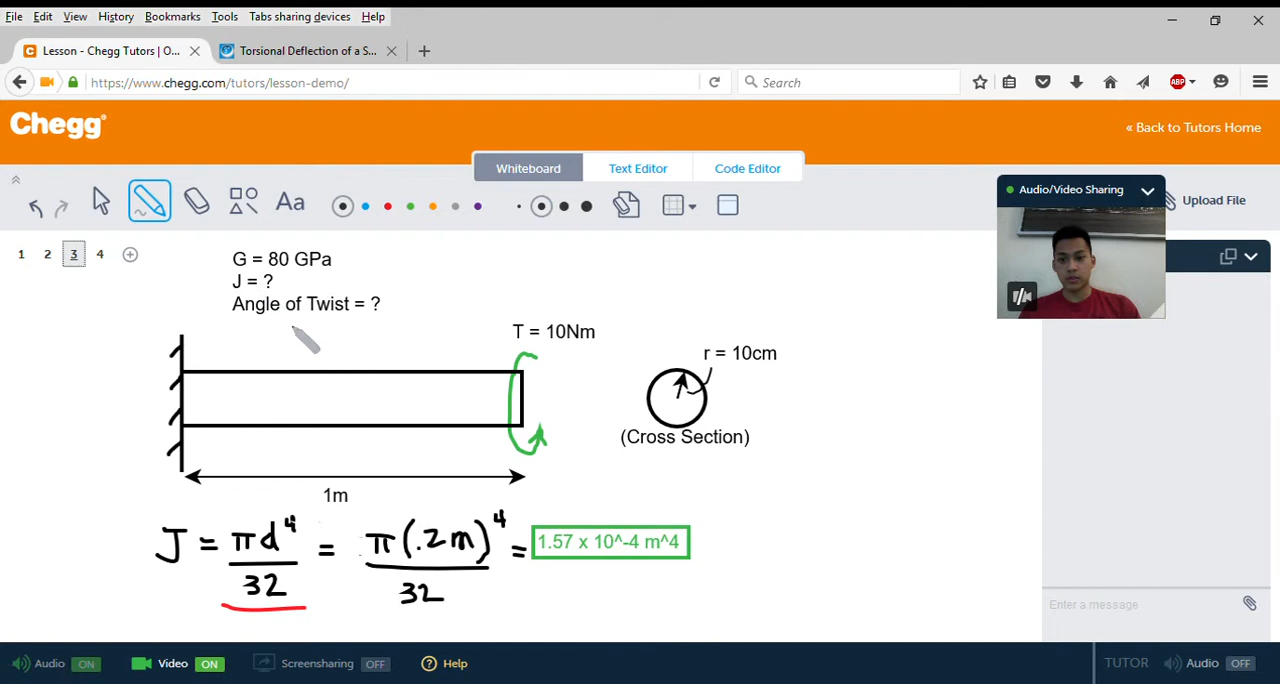 File Edit View History Bookmarks Tools Tabs sharing devices Help
Lesson - Chegg Tutors | O...
Torsional Deflection of a S...
https://www.chegg.com/tutors/lesson-demo/
Search
ABP
Chegg
« Back to Tutors Home
Whiteboard Text Editor Code Editor
Aa
Audio/Video Sharing
Upload File
1 2 3 4
G = 80 GPa
J = ?
Angle of Twist = ?
T = 10Nm
r = 10cm
(Cross Section)
1m
J = πd^4/32 = π(.2m)^4/32 = 1.57 x 10^-4 m^4
Enter a message
Audio ON Video ON Screensharing OFF ? Help
TUTOR Audio OFF